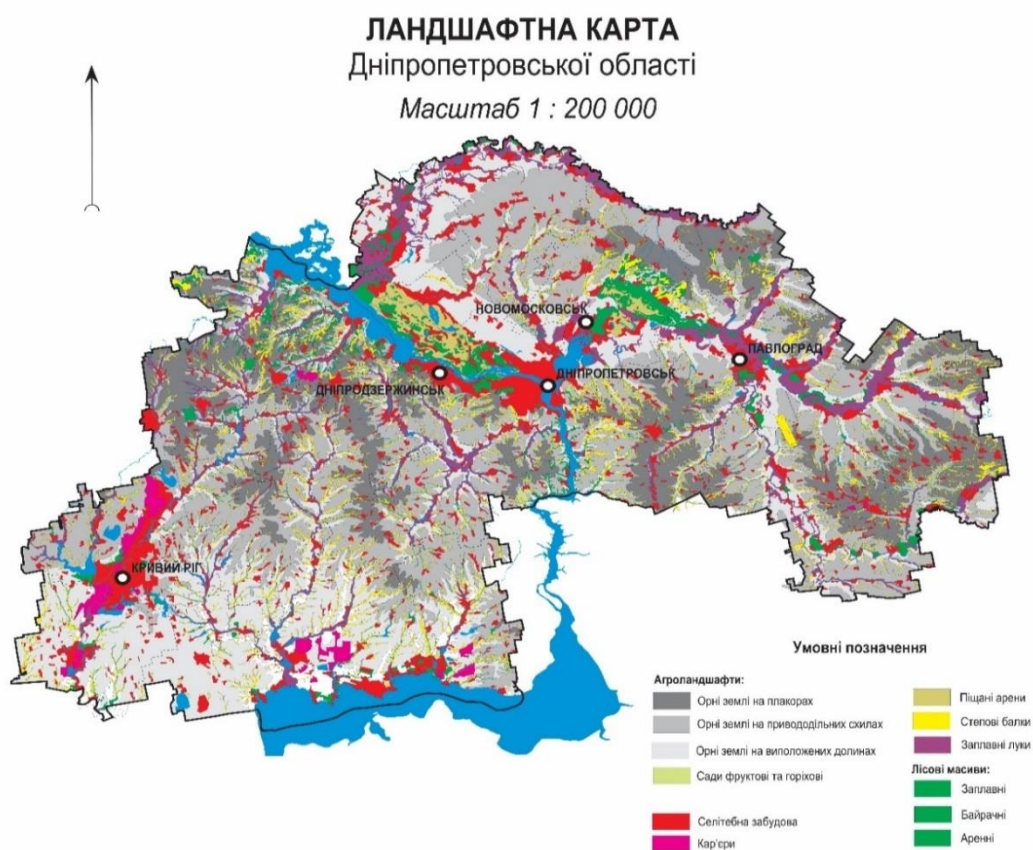 ЛАНДШАФТНА КАРТА
Дніпропетровської області
Масштаб 1 : 200 000
НОВОМОСКОВСЬК
ПАВЛОГРАД
ДНІПРОДЗЕРЖИНСЬК
ДНІПРОПЕТРОВСЬК
КРИВИЙ РІГ
Умовні позначення
Агроландшафти:
Орні землі на плакорах
Орні землі на привододільних схилах
Орні землі на виположених долинах
Сади фруктові та горіхові
Селітебна забудова
Кар'єри
Піщані арени
Степові балки
Заплавні луки
Лісові масиви:
Заплавні
Байрачні
Аренні